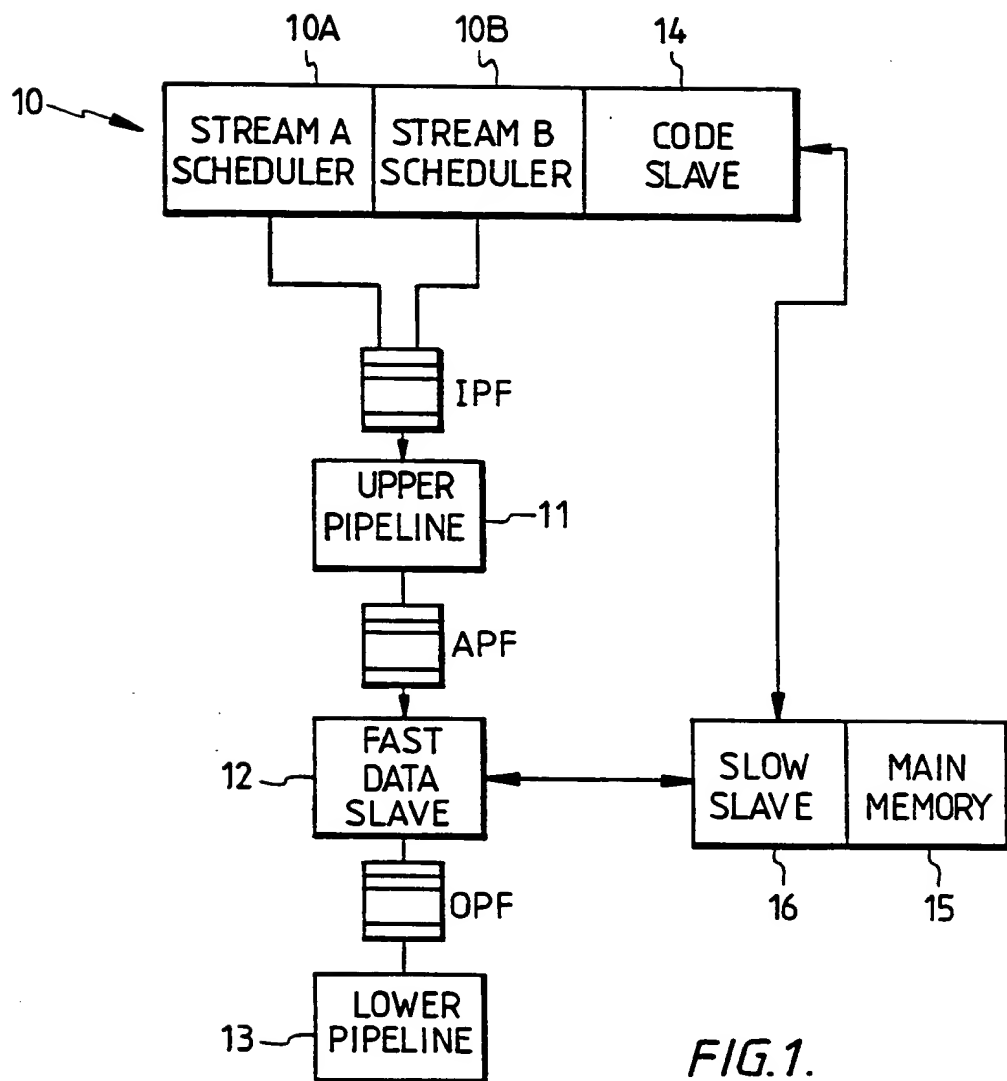 10A 10B 14
10
STREAM A
SCHEDULER
STREAM B
SCHEDULER
CODE
SLAVE
IPF
UPPER
PIPELINE
11
APF
12
FAST
DATA
SLAVE
SLOW
SLAVE
MAIN
MEMORY
16
15
OPF
13
LOWER
PIPELINE
FIG.1.